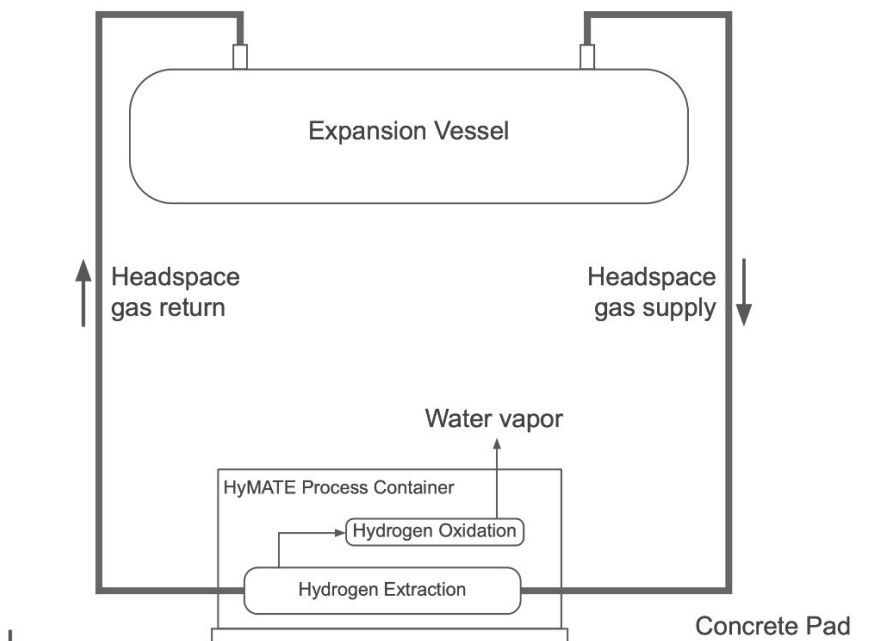 Expansion Vessel
Headspace
gas return
Headspace
gas supply
Water vapor
HyMATE Process Container
Hydrogen Oxidation
Hydrogen Extraction
Concrete Pad